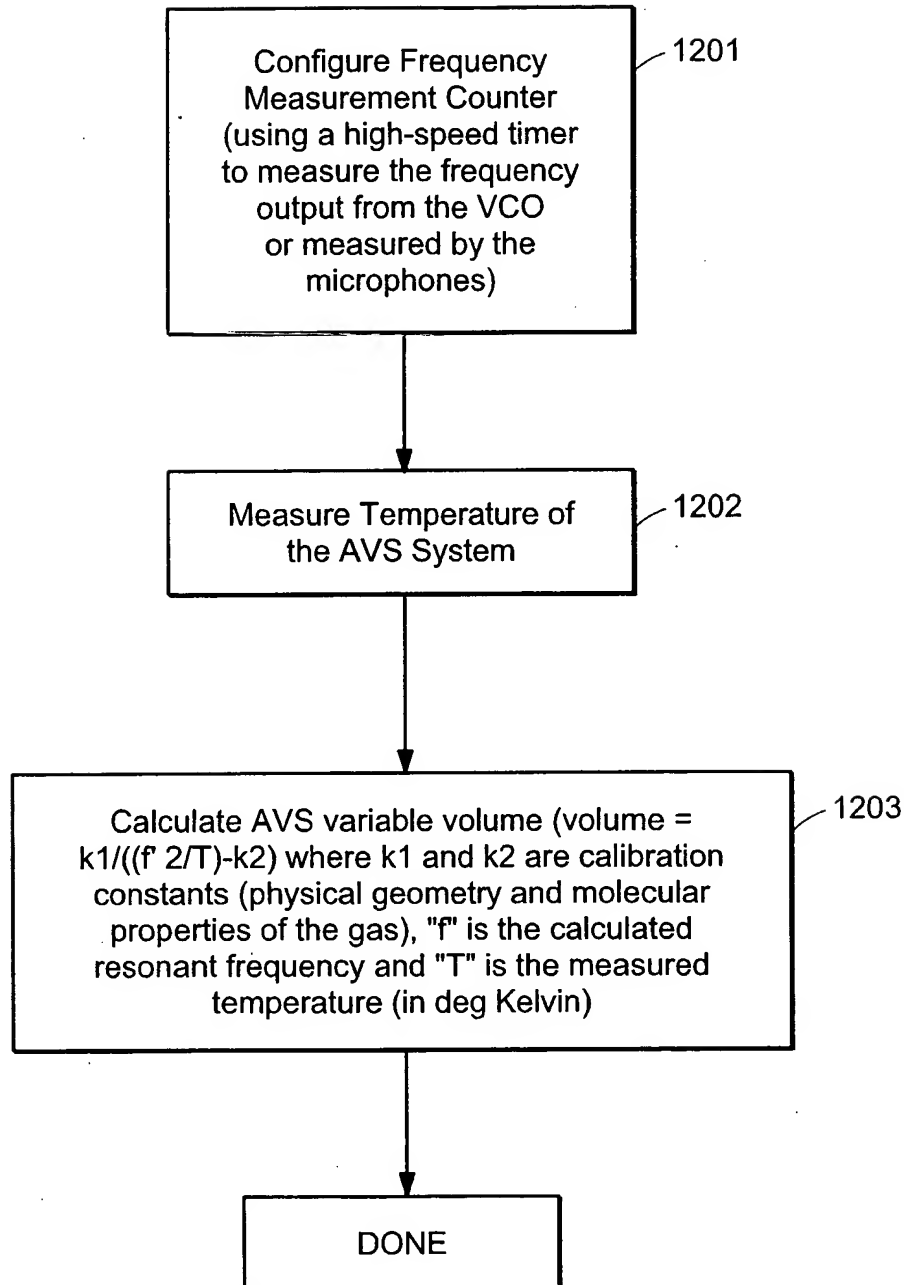 Configure Frequency
Measurement Counter
(using a high-speed timer
to measure the frequency
output from the VCO
or measured by the
microphones)
1201
Measure Temperature of
the AVS System
1202
Calculate AVS variable volume (volume =
k1/((f' 2/T)-k2) where k1 and k2 are calibration
constants (physical geometry and molecular
properties of the gas), "f" is the calculated
resonant frequency and "T" is the measured
temperature (in deg Kelvin)
1203
DONE